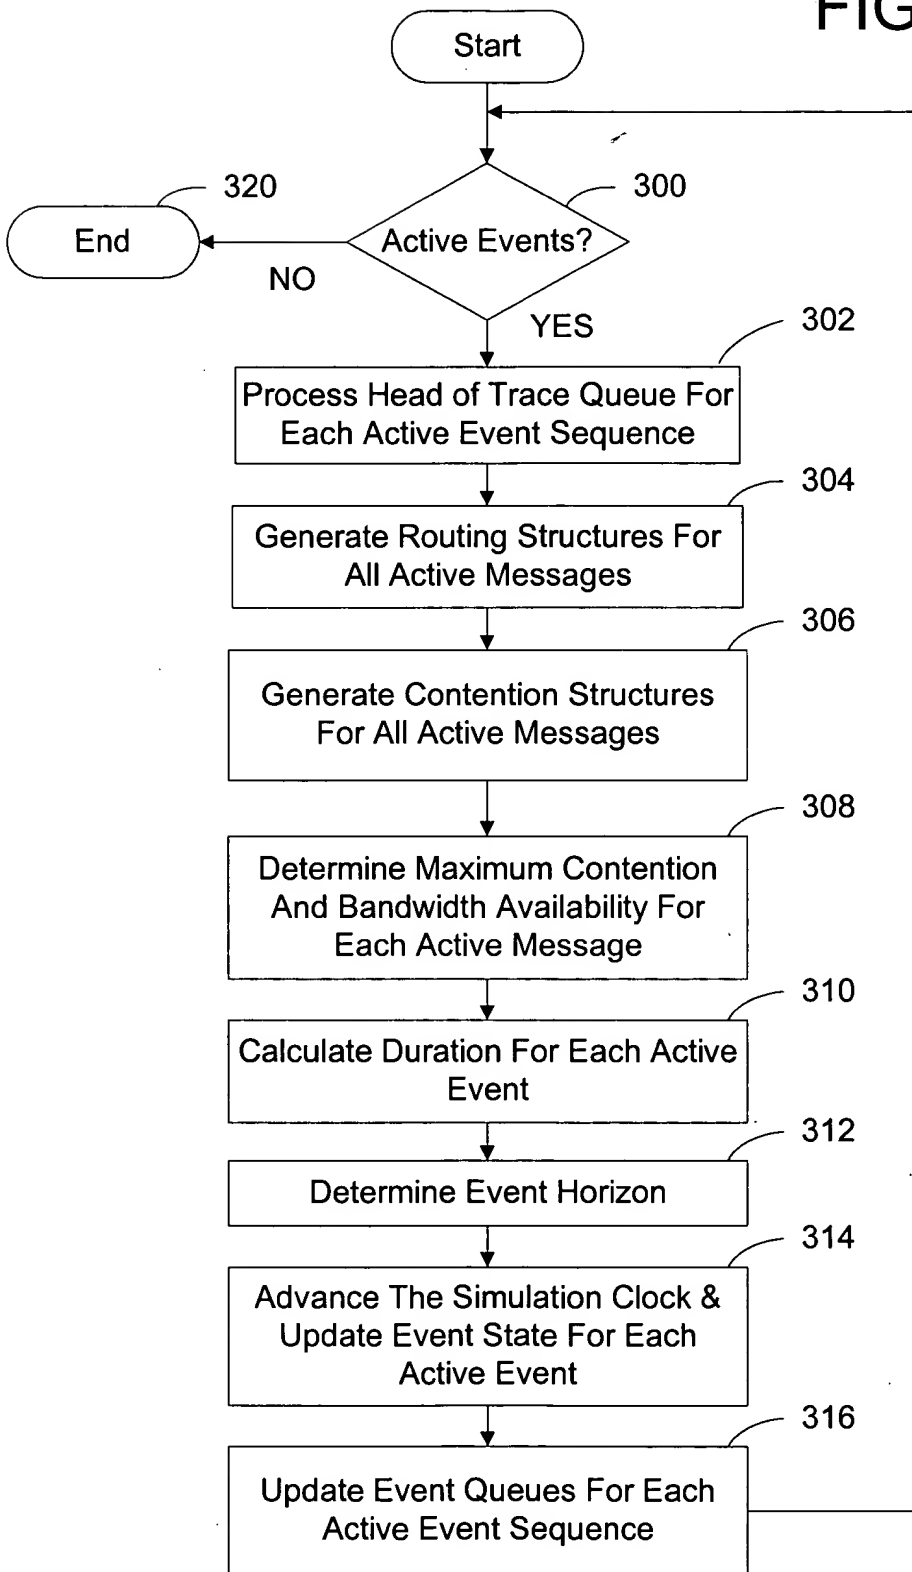 FIG
Start
320
300
End
Active Events?
NO
YES
302
Process Head of Trace Queue For
Each Active Event Sequence
304
Generate Routing Structures For
All Active Messages
306
Generate Contention Structures
For All Active Messages
308
Determine Maximum Contention
And Bandwidth Availability For
Each Active Message
310
Calculate Duration For Each Active
Event
312
Determine Event Horizon
314
Advance The Simulation Clock &
Update Event State For Each
Active Event
316
Update Event Queues For Each
Active Event Sequence